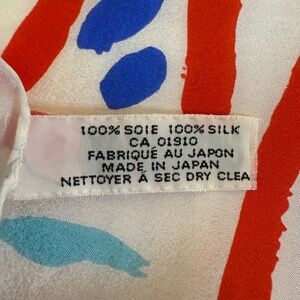 100% SOIE 100% SILK
CA 01910
FABRIQUÉ AU JAPON
MADE IN JAPAN
NETTOYER À SEC DRY CLEA